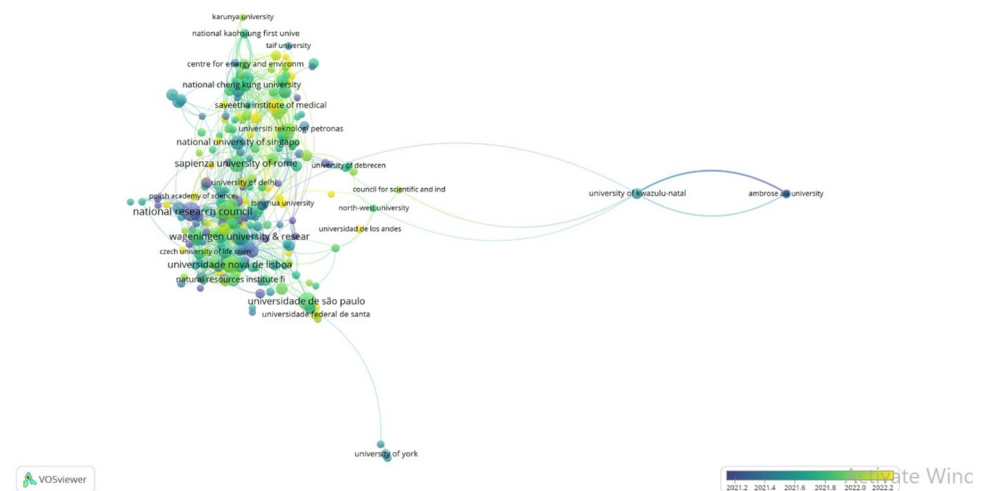 karunya university
national kaohsiung first unive
taif university
centre for energy and environm
national cheng kung university
saveetha institute of medical
universiti teknologi petronas
national university of singapo
sapienza university of rome
university of debrecen
university of delhi
council for scientific and ind
university of kwazulu-natal
ambrose university
polish academy of sciences
tsinghua university
national research council
north-west university
universidad de los andes
wageningen university & resear
czech university of life scien
universidade nova de lisboa
natural resources institute fi
universidade de são paulo
universidade federal de santa
university of york
VOSviewer
Activate Winc
2021.2 2021.4 2021.6 2021.8 2022.0 2022.2